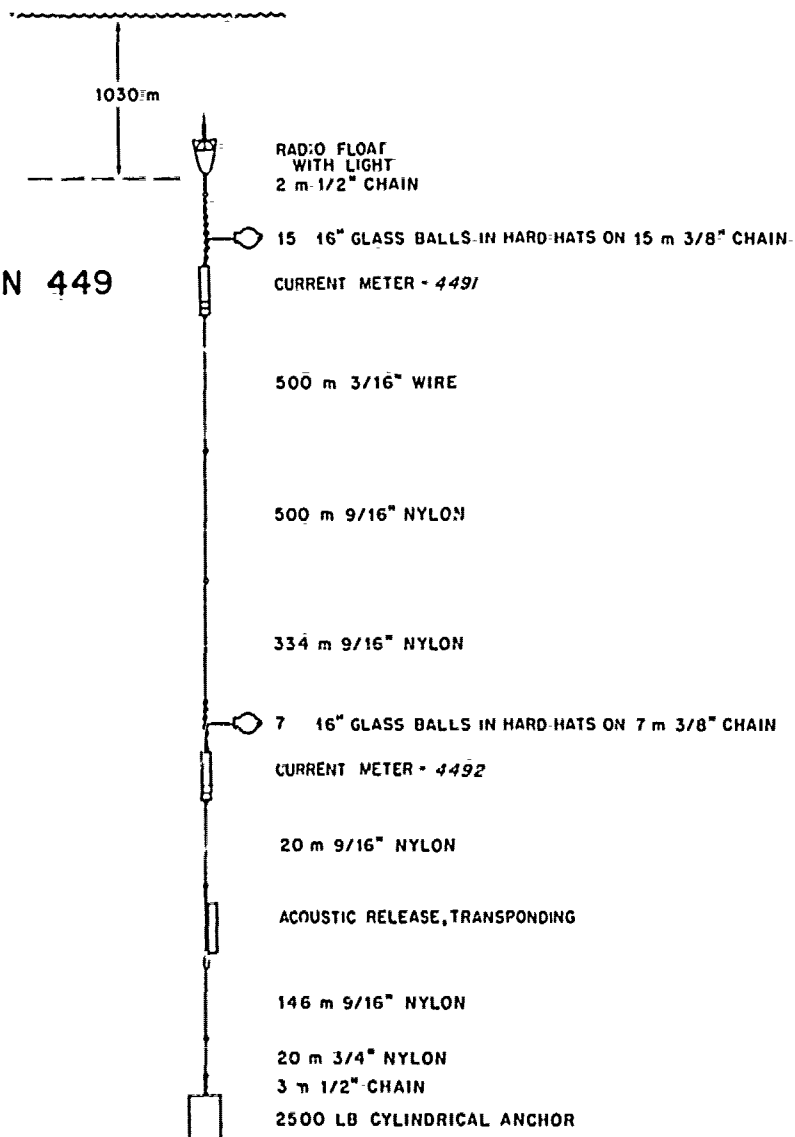 1030 m
RADIO FLOAT
WITH LIGHT
2 m 1/2" CHAIN
15 16" GLASS BALLS IN HARD HATS ON 15 m 3/8" CHAIN
N 449
CURRENT METER - 4491
500 m 3/16" WIRE
500 m 9/16" NYLON
334 m 9/16" NYLON
7 16" GLASS BALLS IN HARD HATS ON 7 m 3/8" CHAIN
CURRENT METER - 4492
20 m 9/16" NYLON
ACOUSTIC RELEASE, TRANSPONDING
146 m 9/16" NYLON
20 m 3/4" NYLON
3 m 1/2" CHAIN
2500 LB CYLINDRICAL ANCHOR